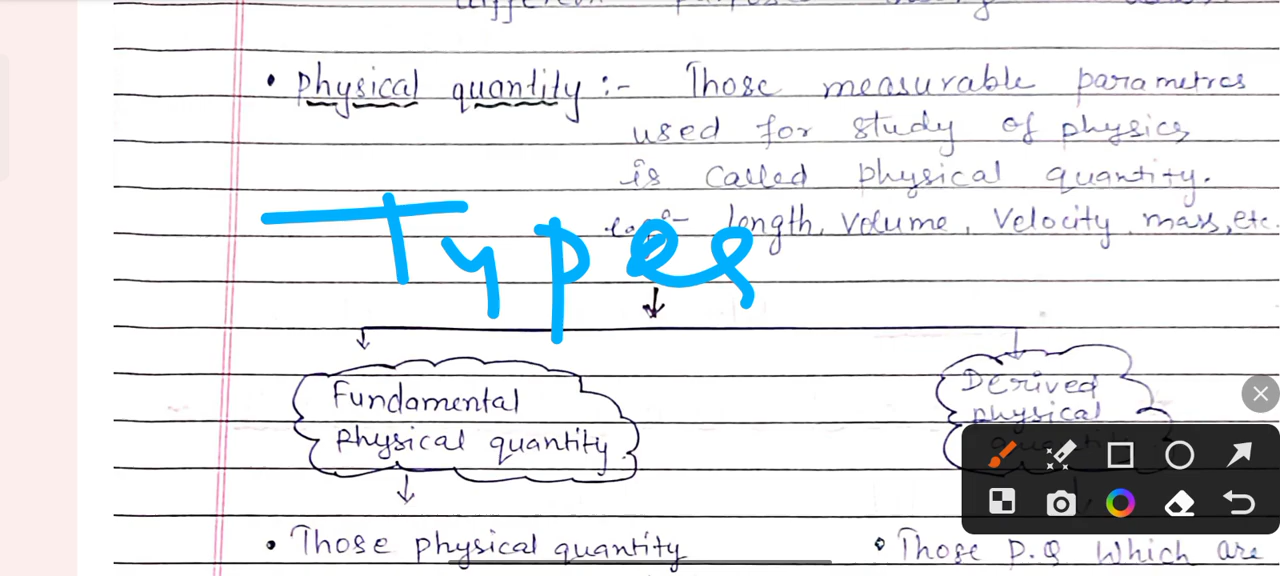 different
• Physical quantity :- Those measurable parametres
used for study of physics
is called physical quantity.
length, volume, Velocity, mass, etc.
Types
Fundamental
physical quantity
Derived
physical
• Those physical quantity
• Those P.Q Which are